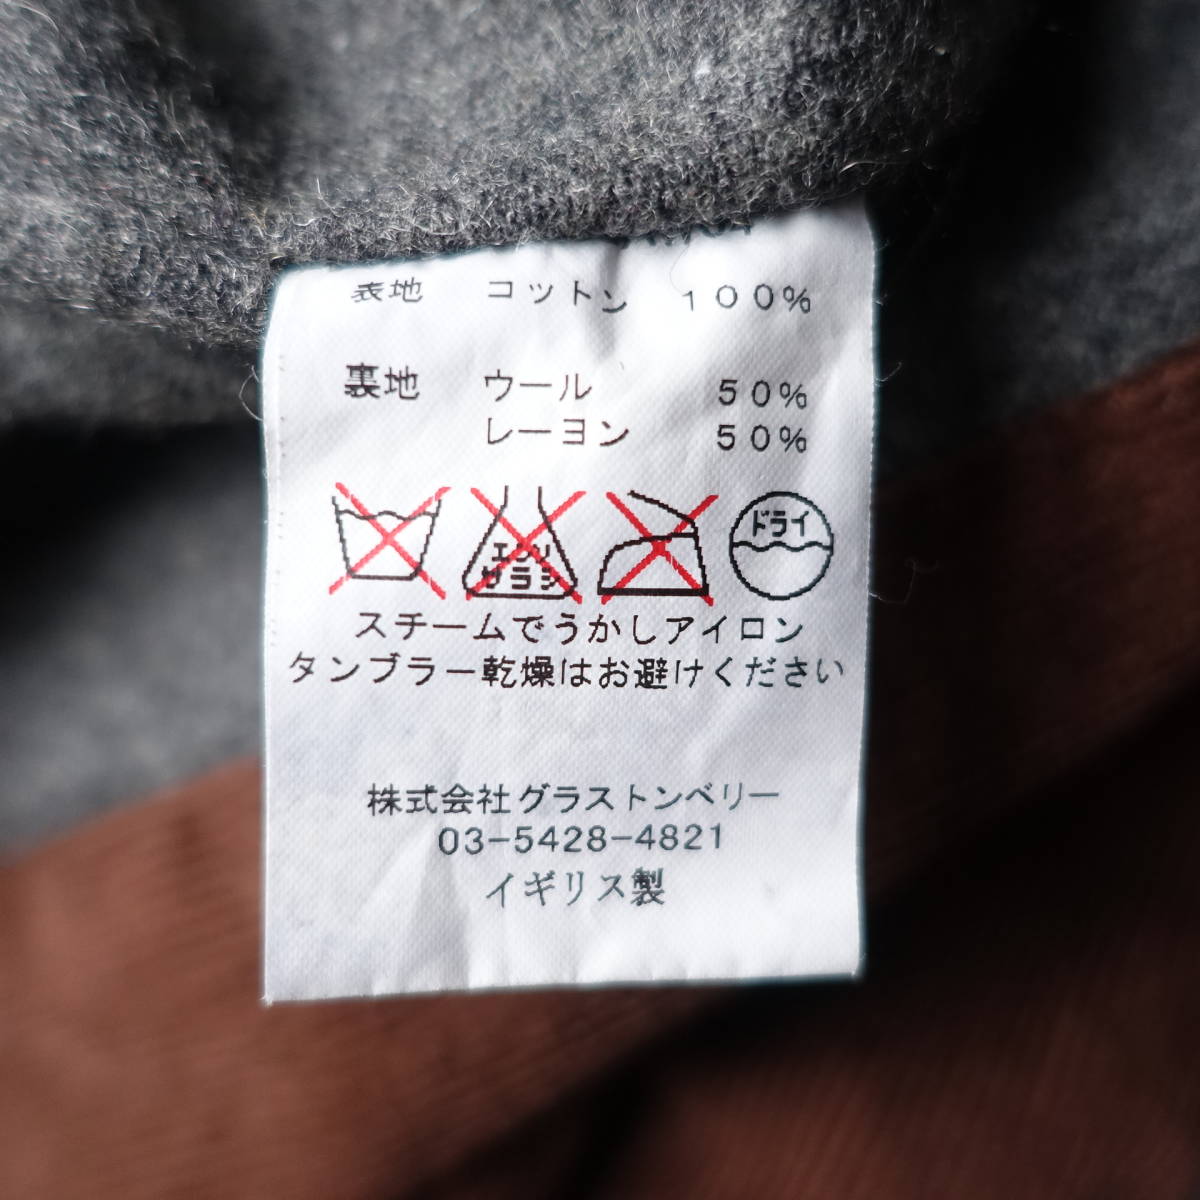 表地 コットン 100%
裏地 ウール 50%
レーヨン 50%
エンソ ドライ
サラシ
スチームでうかしアイロン
タンブラー乾燥はお避けください
株式会社グラストンベリー
03-5428-4821
イギリス製